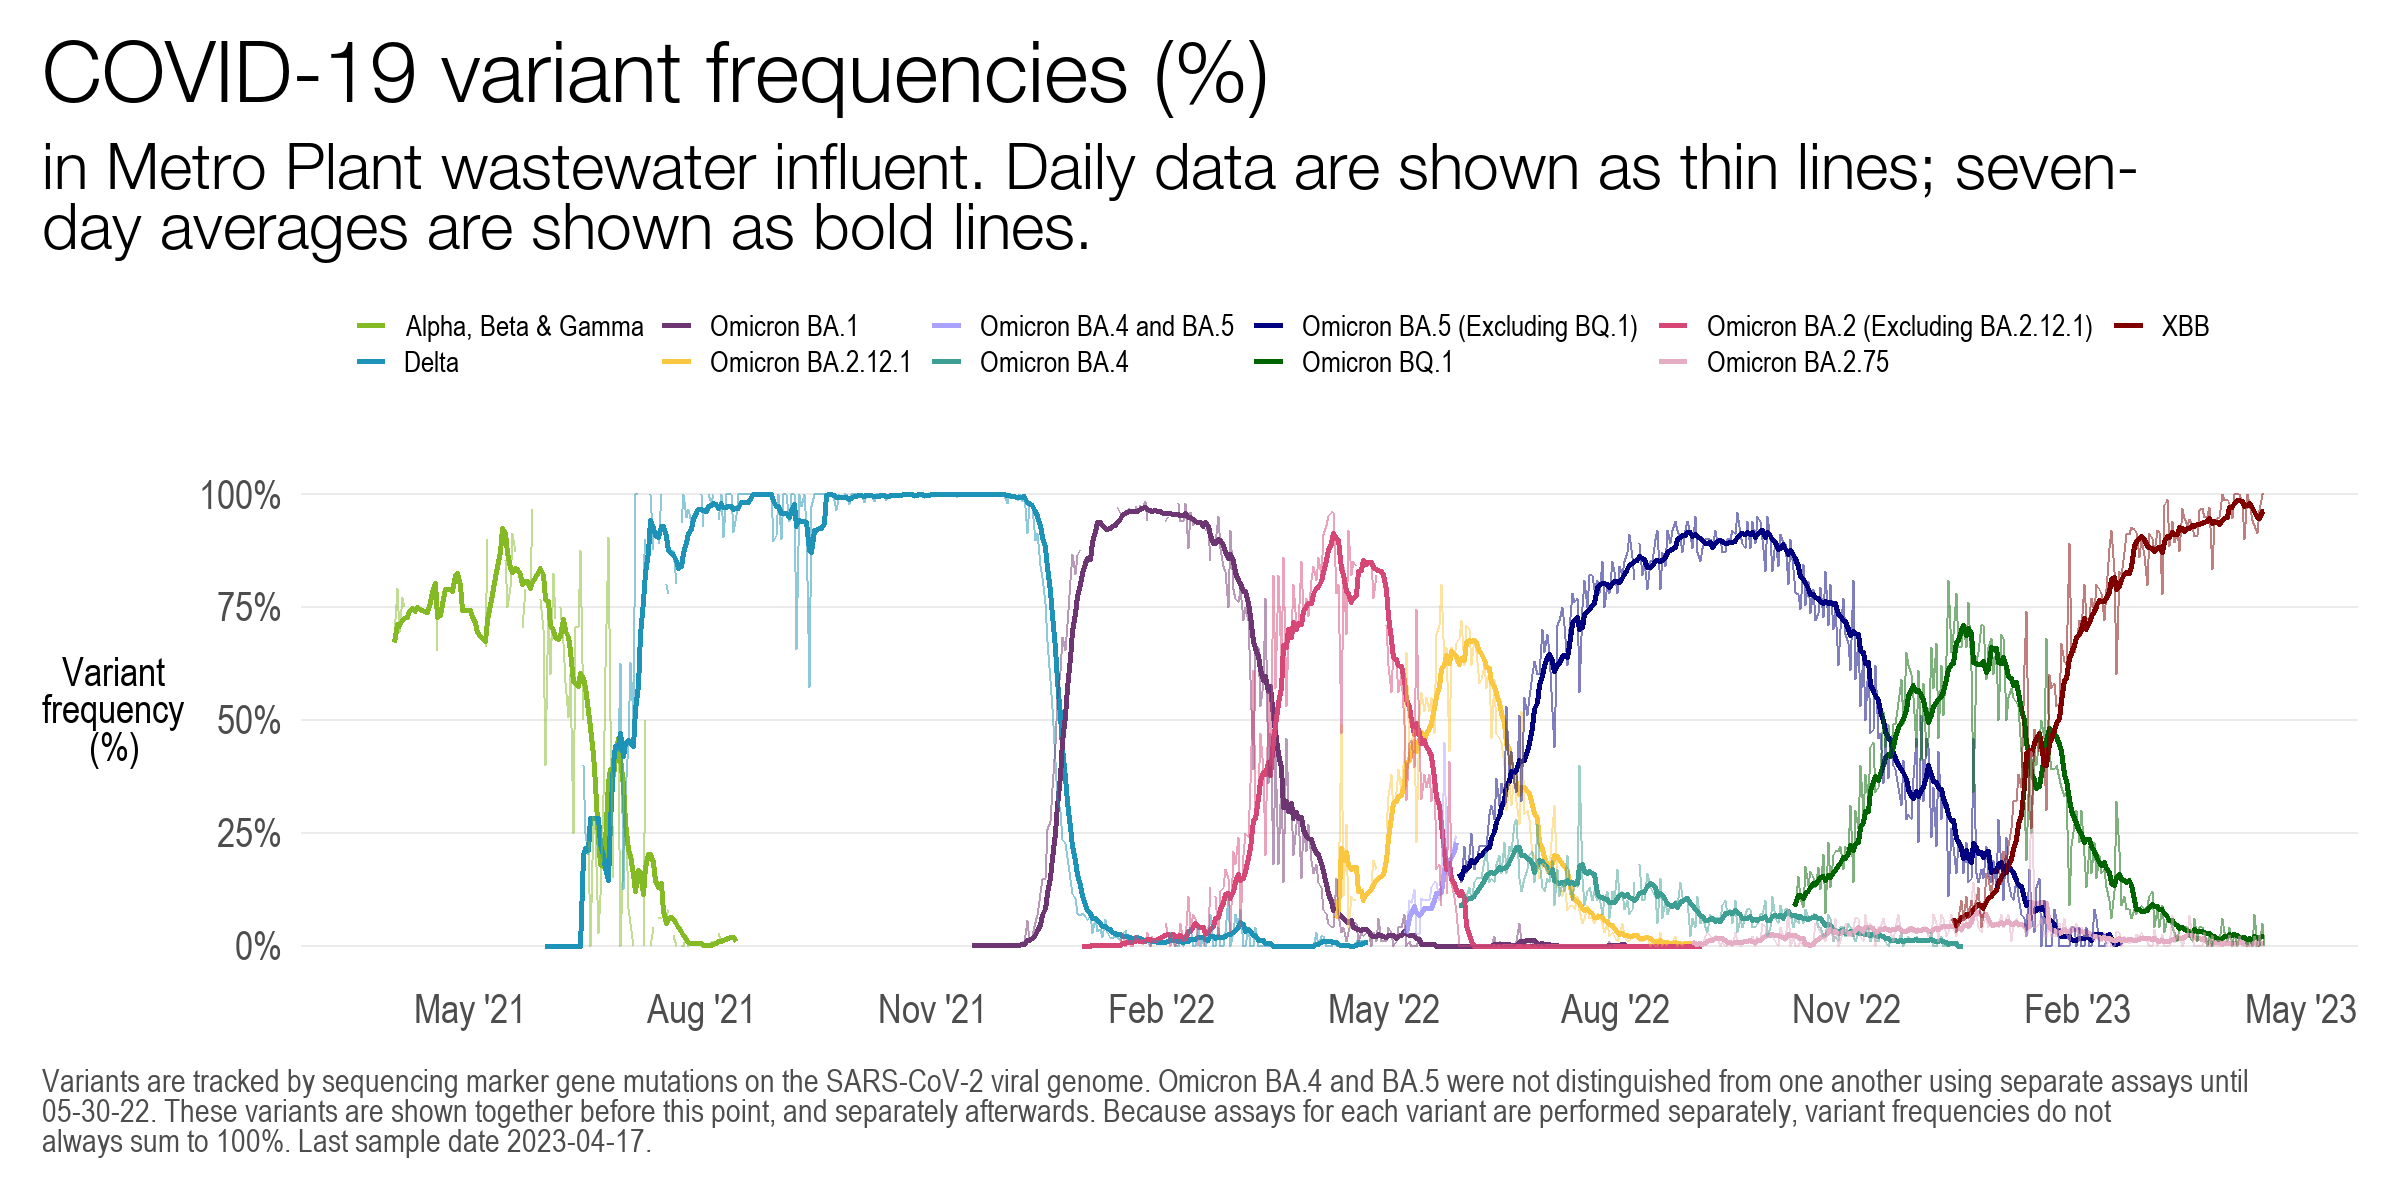 COVID-19 variant frequencies (%)
in Metro Plant wastewater influent. Daily data are shown as thin lines; seven-
day averages are shown as bold lines.
Alpha, Beta & Gamma
Omicron BA.1
Omicron BA.4 and BA.5
Omicron BA.5 (Excluding BQ.1)
Omicron BA.2 (Excluding BA.2.12.1)
XBB
Delta
Omicron BA.2.12.1
Omicron BA.4
Omicron BQ.1
Omicron BA.2.75
100%
75%
50%
25%
0%
Variant
frequency
(%)
May '21
Aug '21
Nov '21
Feb '22
May '22
Aug '22
Nov '22
Feb '23
May '23
Variants are tracked by sequencing marker gene mutations on the SARS-CoV-2 viral genome. Omicron BA.4 and BA.5 were not distinguished from one another using separate assays until
05-30-22. These variants are shown together before this point, and separately afterwards. Because assays for each variant are performed separately, variant frequencies do not
always sum to 100%. Last sample date 2023-04-17.